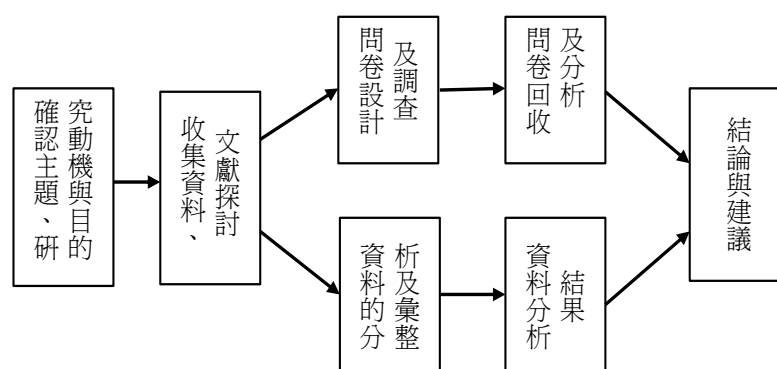 確認主題、研
究動機與目的
收集資料、
文獻探討
問卷設計
及調查
問卷回收
及分析
資料的分
析及彙整
資料分析
結果
結論與建議